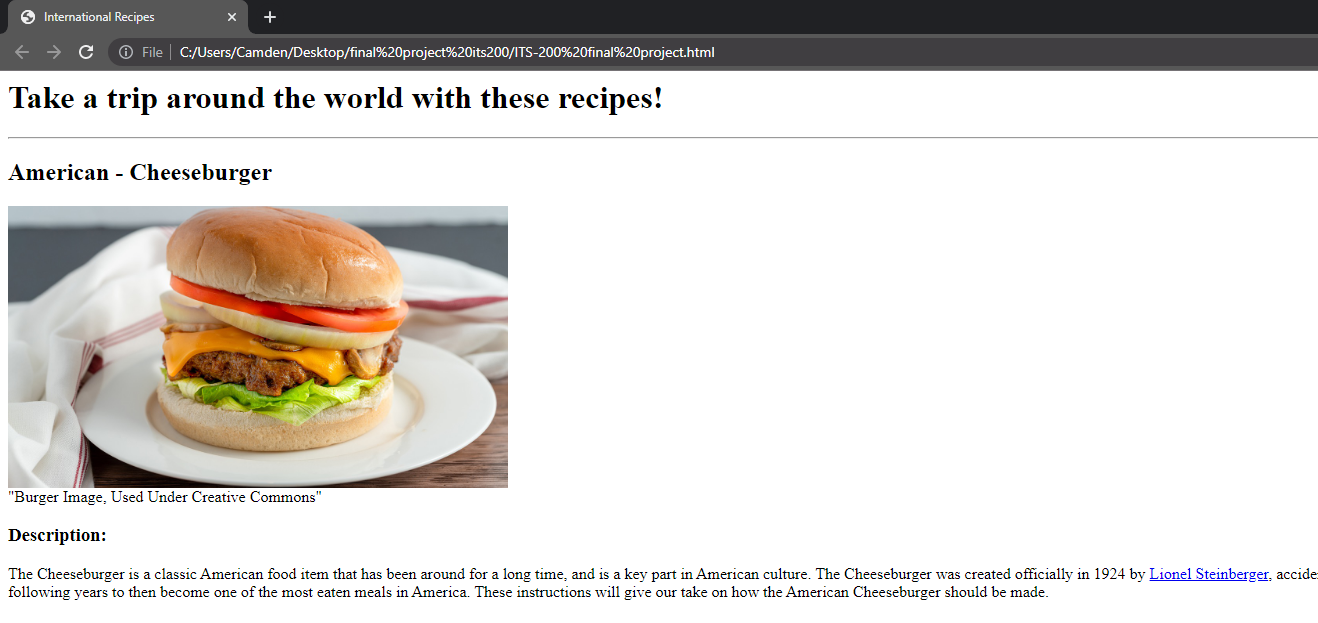 International Recipes
File C:/Users/Camden/Desktop/final%20project%20its200/ITS-200%20final%20project.html
Take a trip around the world with these recipes!
American - Cheeseburger
"Burger Image, Used Under Creative Commons"
Description:
The Cheeseburger is a classic American food item that has been around for a long time, and is a key part in American culture. The Cheeseburger was created officially in 1924 by Lionel Steinberger, accide
following years to then become one of the most eaten meals in America. These instructions will give our take on how the American Cheeseburger should be made.